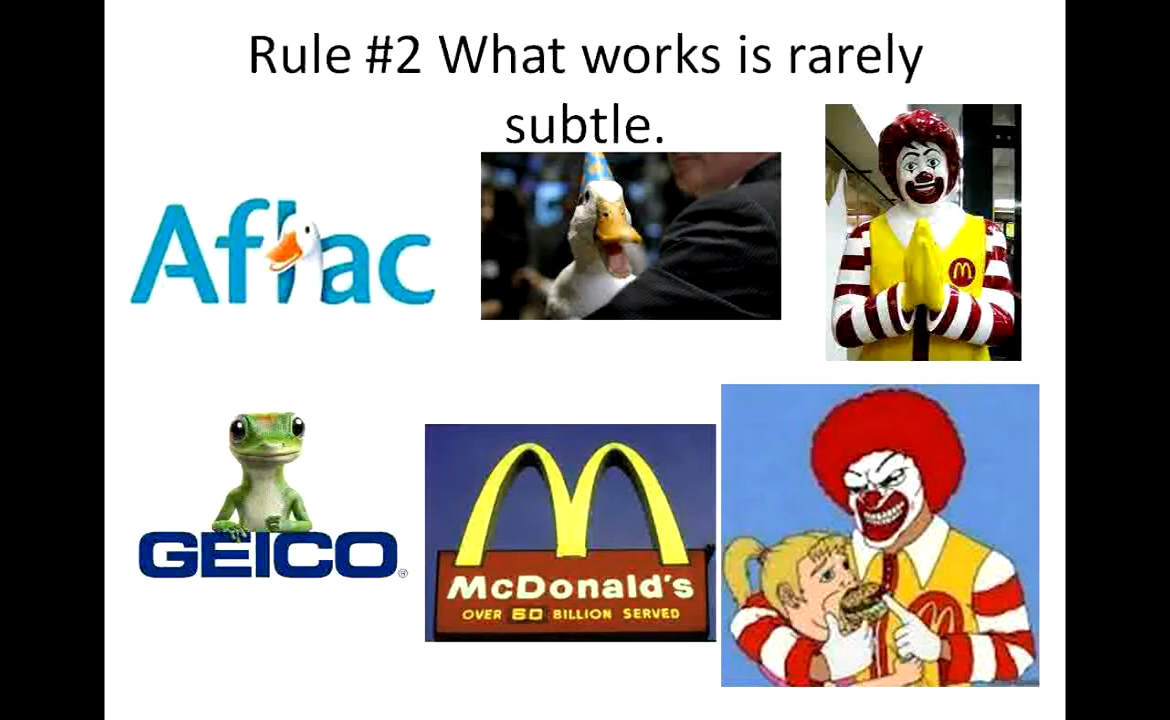 Rule #2 What works is rarely
subtle.
Aflac
M
GEICO®
M
McDonald's
OVER 60 BILLION SERVED
M